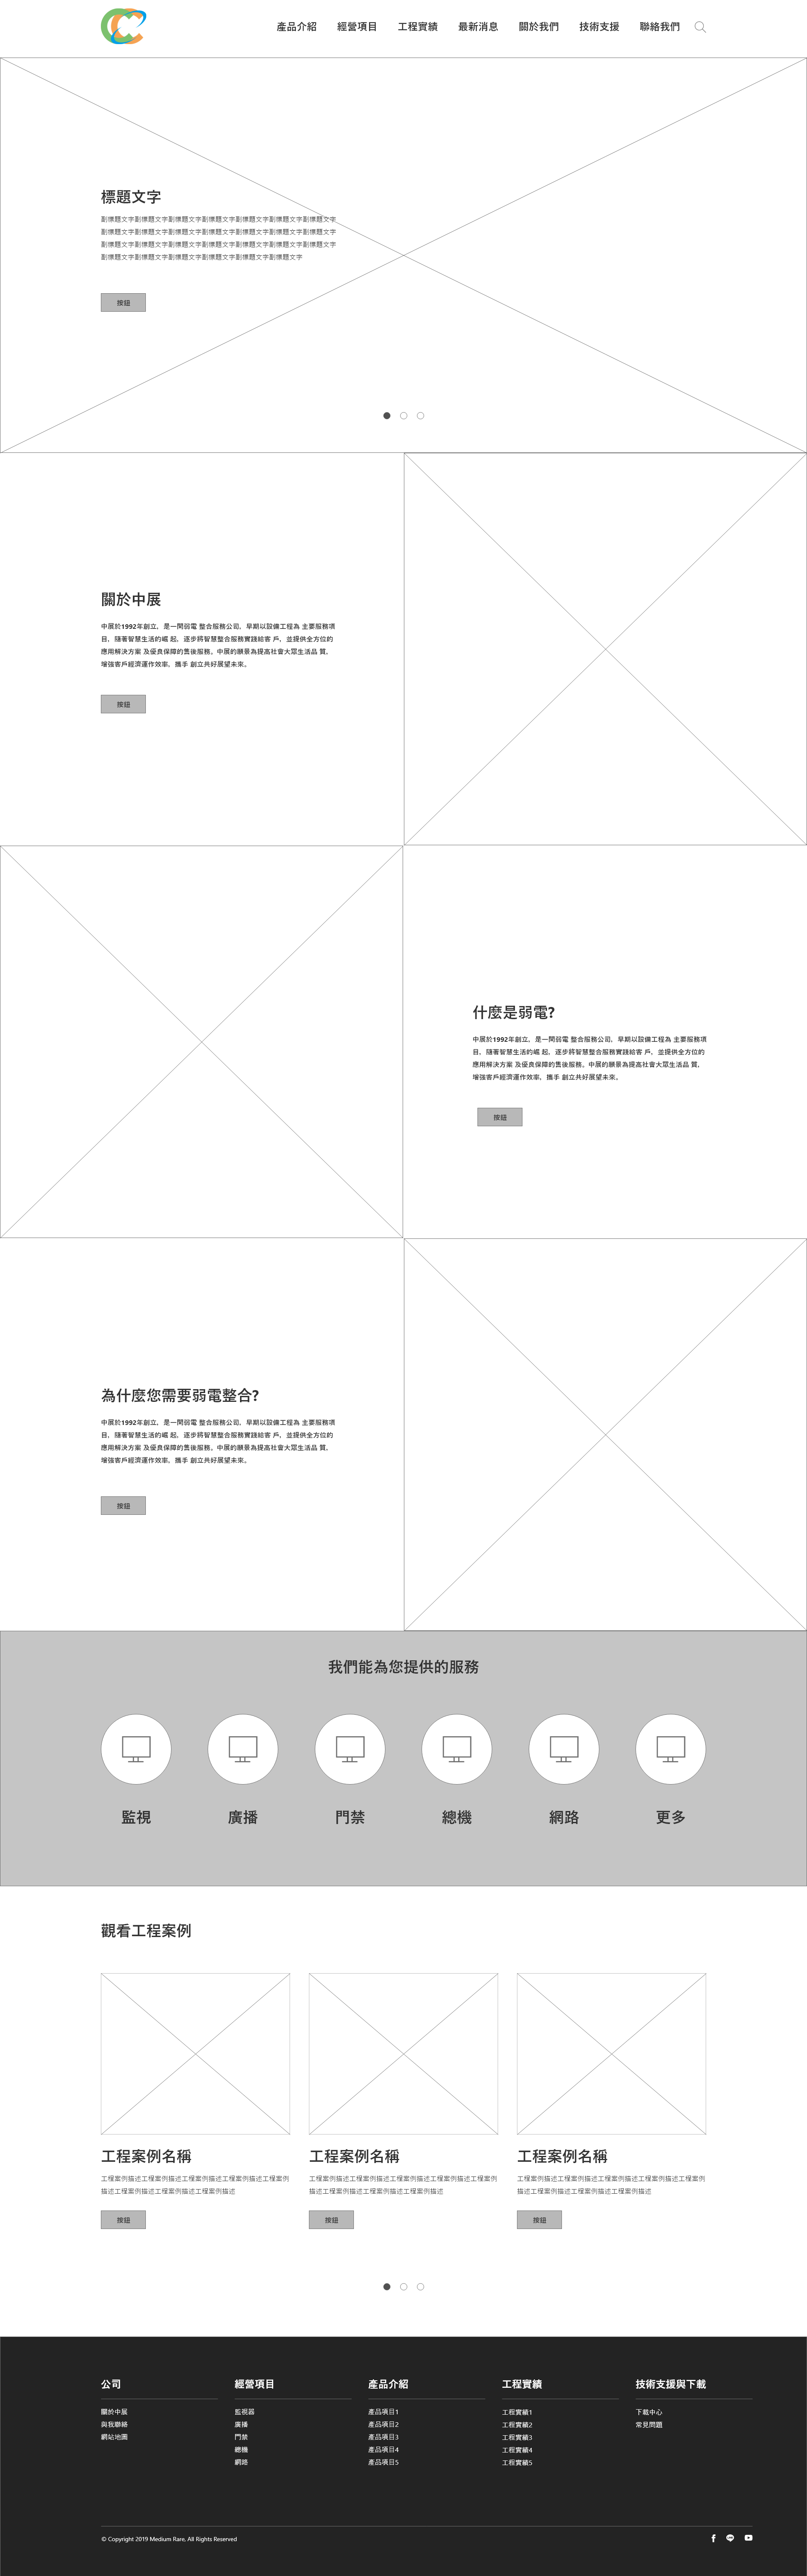 產品介紹 經營項目 工程實績 最新消息 關於我們 技術支援 聯絡我們
標題文字
副標題文字副標題文字副標題文字副標題文字副標題文字副標題文字副標題文字
副標題文字副標題文字副標題文字副標題文字副標題文字副標題文字副標題文字
副標題文字副標題文字副標題文字副標題文字副標題文字副標題文字副標題文字
副標題文字副標題文字副標題文字副標題文字副標題文字副標題文字
按鈕
關於中展
中展於1992年創立，是一間弱電 整合服務公司，早期以設備工程為 主要服務項
目，隨著智慧生活的崛 起，逐步將智慧整合服務實踐給客 戶，並提供全方位的
應用解決方案 及優良保障的售後服務。中展的願景為提高社會大眾生活品 質，
增強客戶經濟運作效率，攜手 創立共好展望未來。
按鈕
什麼是弱電?
中展於1992年創立，是一間弱電 整合服務公司，早期以設備工程為 主要服務項
目，隨著智慧生活的崛 起，逐步將智慧整合服務實踐給客 戶，並提供全方位的
應用解決方案 及優良保障的售後服務。中展的願景為提高社會大眾生活品 質，
增強客戶經濟運作效率，攜手 創立共好展望未來。
按鈕
為什麼您需要弱電整合?
中展於1992年創立，是一間弱電 整合服務公司，早期以設備工程為 主要服務項
目，隨著智慧生活的崛 起，逐步將智慧整合服務實踐給客 戶，並提供全方位的
應用解決方案 及優良保障的售後服務。中展的願景為提高社會大眾生活品 質，
增強客戶經濟運作效率，攜手 創立共好展望未來。
按鈕
我們能為您提供的服務
監視 廣播 門禁 總機 網路 更多
觀看工程案例
工程案例名稱
工程案例描述工程案例描述工程案例描述工程案例描述工程案例
描述工程案例描述工程案例描述工程案例描述
按鈕
工程案例名稱
工程案例描述工程案例描述工程案例描述工程案例描述工程案例
描述工程案例描述工程案例描述工程案例描述
按鈕
工程案例名稱
工程案例描述工程案例描述工程案例描述工程案例描述工程案例
描述工程案例描述工程案例描述工程案例描述
按鈕
公司
關於中展
與我聯絡
網站地圖
經營項目
監視器
廣播
門禁
總機
網路
產品介紹
產品項目1
產品項目2
產品項目3
產品項目4
產品項目5
工程實績
工程實績1
工程實績2
工程實績3
工程實績4
工程實績5
技術支援與下載
下載中心
常見問題
© Copyright 2019 Medium Rare, All Rights Reserved